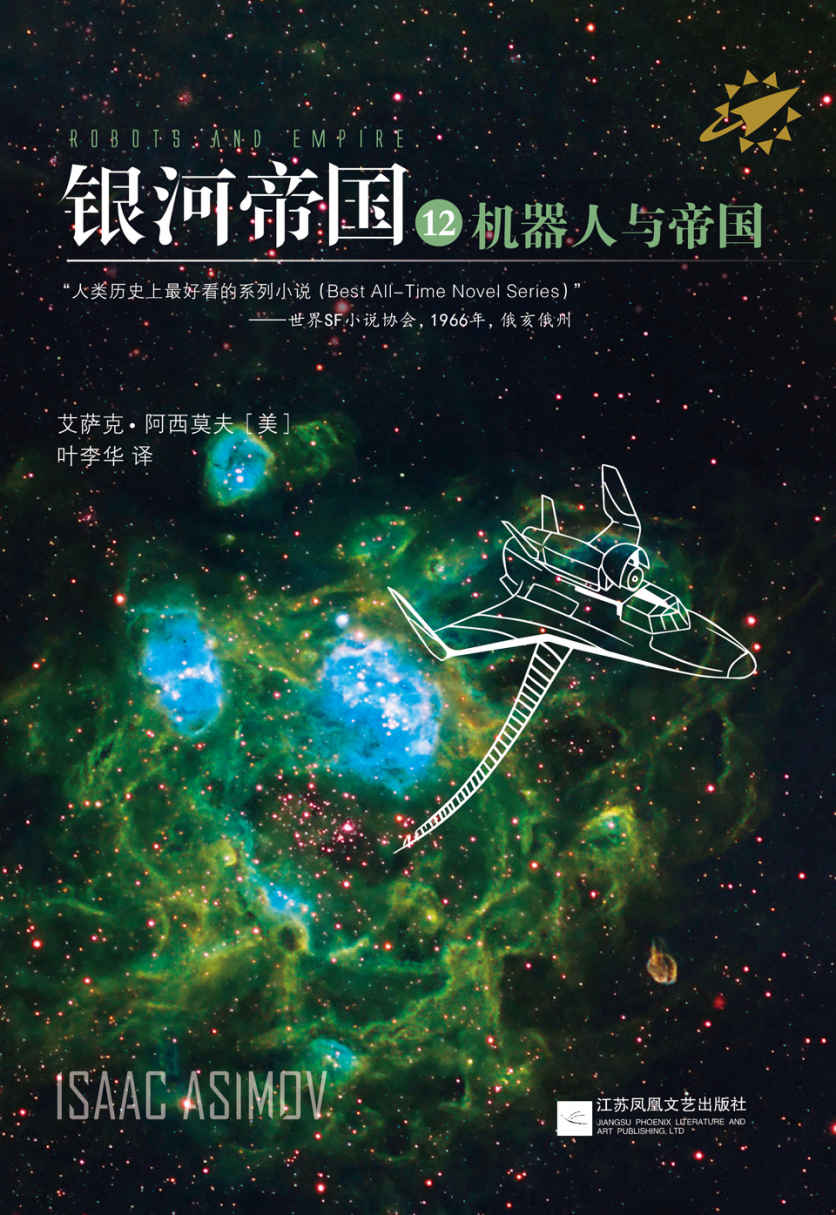 ROBOTS AND EMPIRE
银河帝国 12 机器人与帝国
“人类历史上最好看的系列小说(Best All-Time Novel Series)”
——世界SF小说协会,1966年,俄亥俄州
艾萨克·阿西莫夫[美]
叶李华 译
ISAAC ASIMOV
江苏凤凰文艺出版社
JIANGSU PHOENIX LITERATURE AND
ART PUBLISHING, LTD